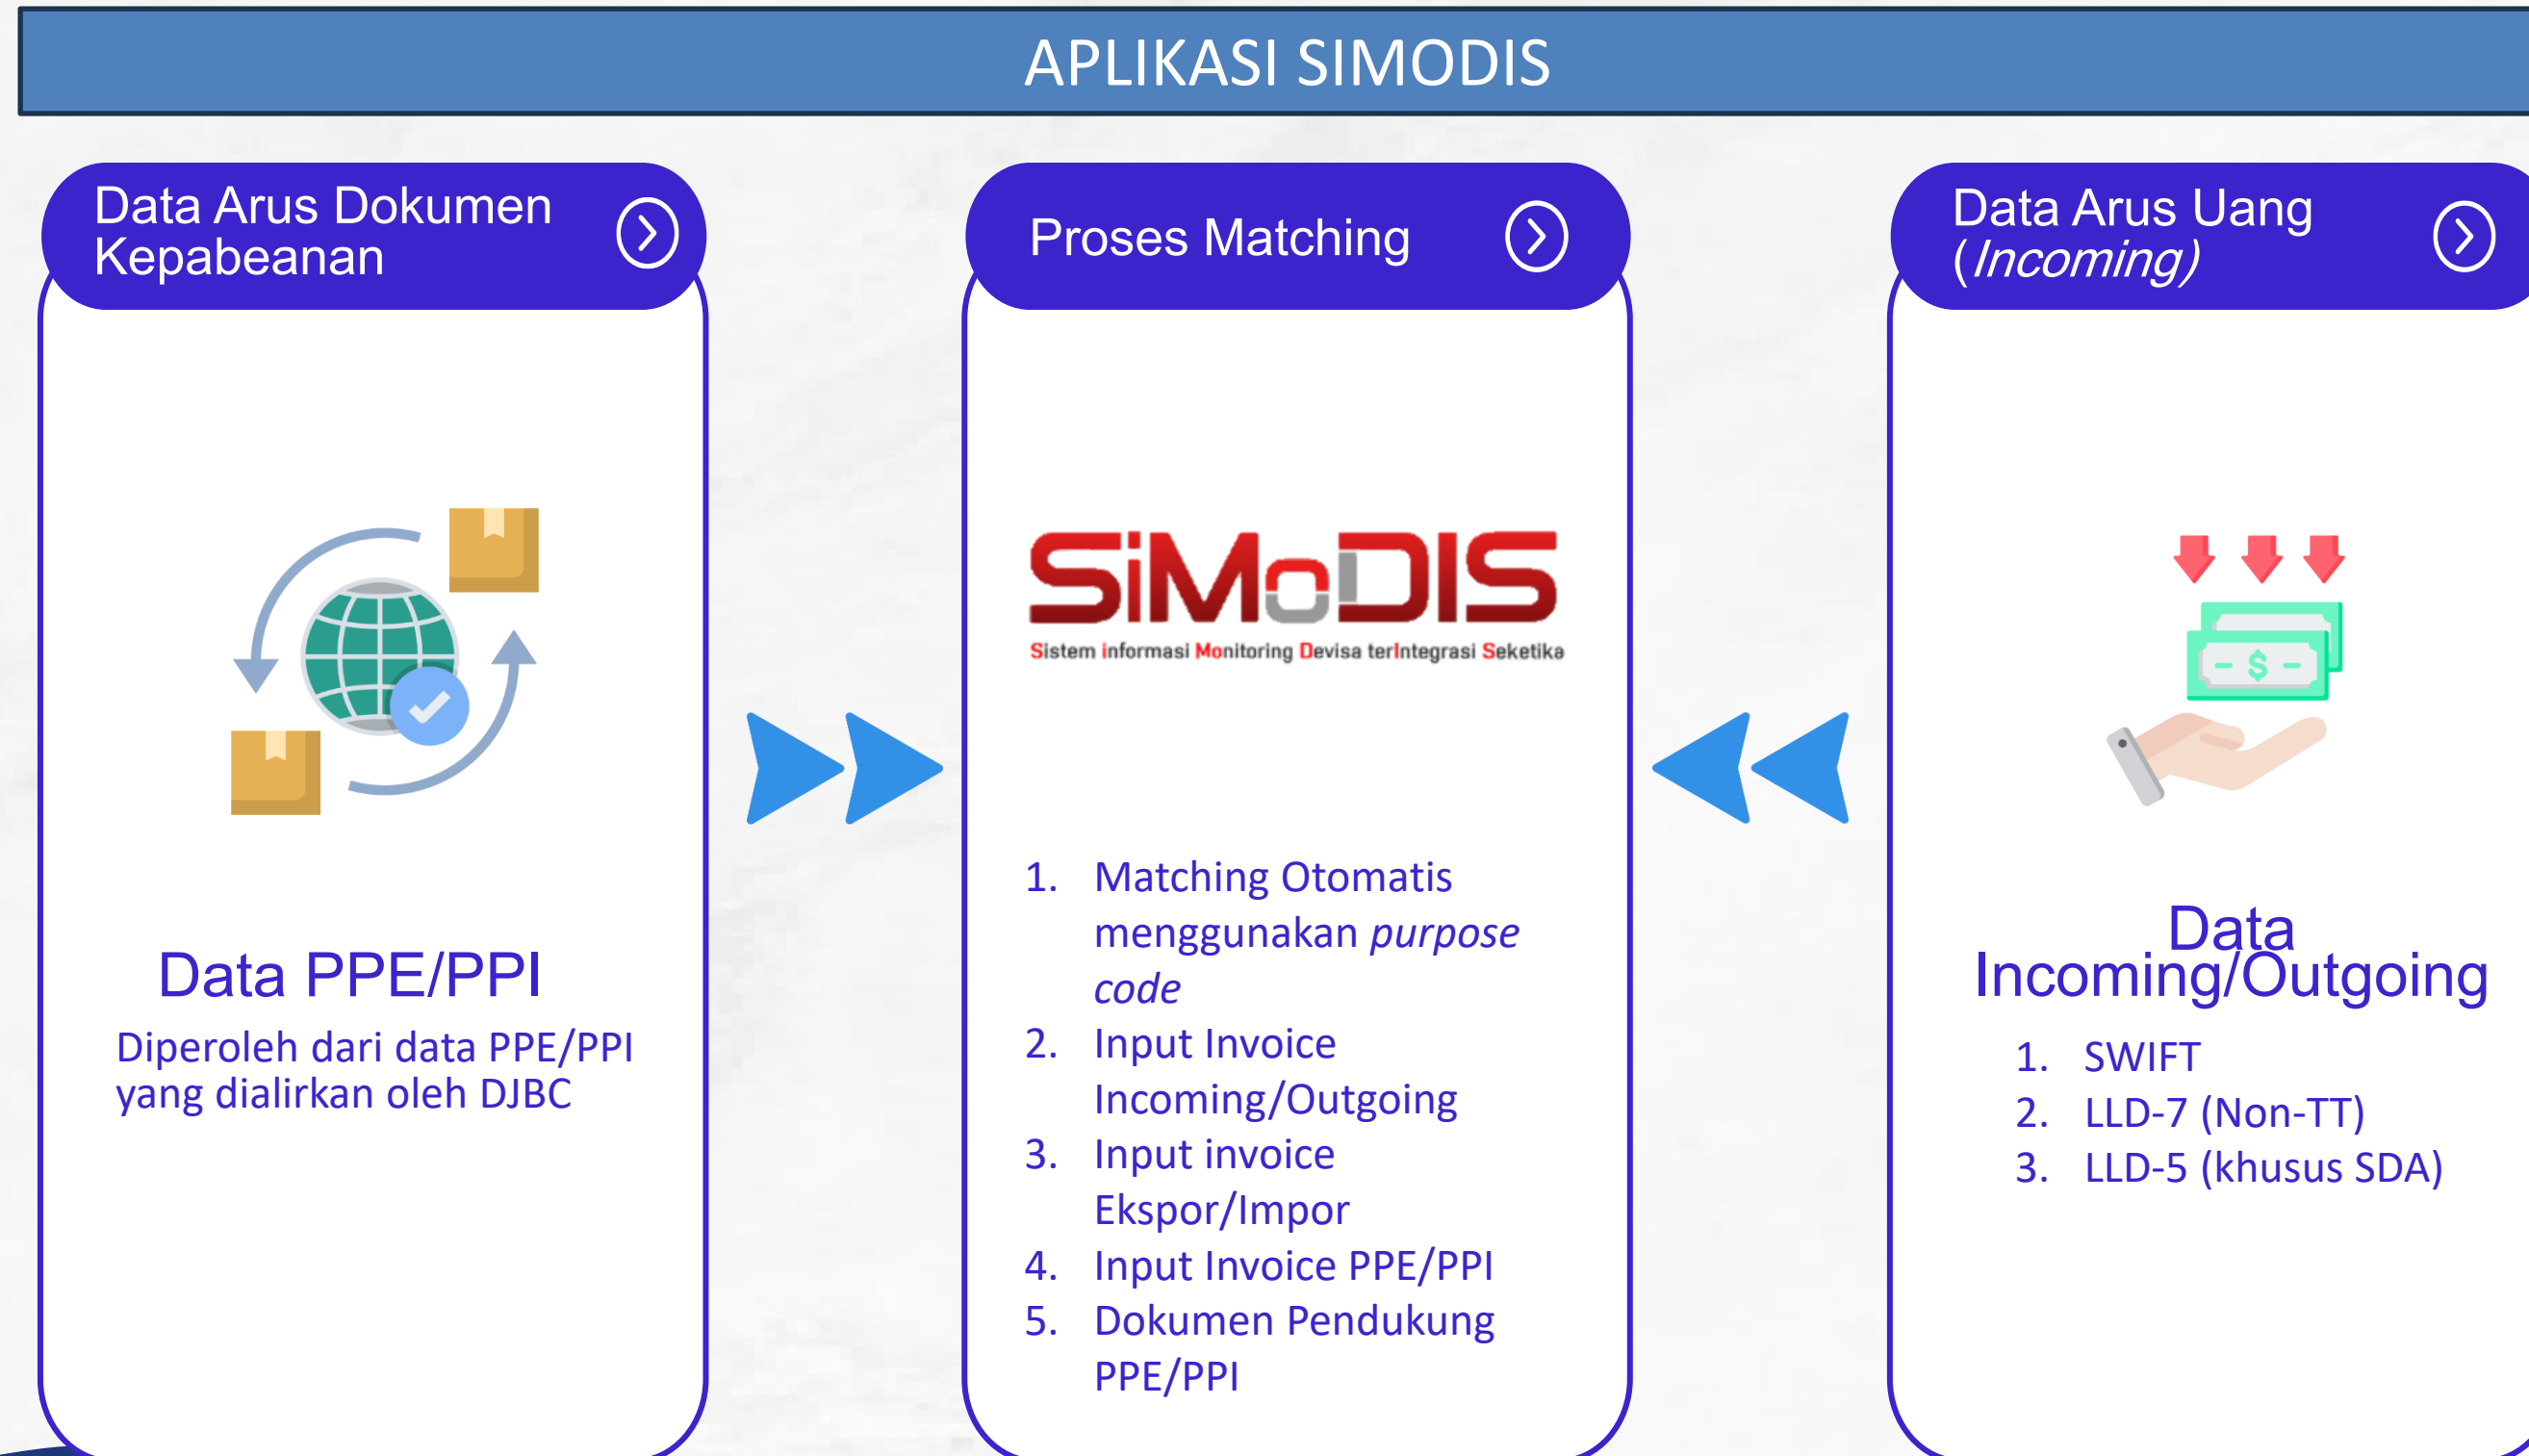 APLIKASI SIMODIS
Data Arus Dokumen
Kepabeanan
Data PPE/PPI
Diperoleh dari data PPE/PPI
yang dialirkan oleh DJBC
Proses Matching
SiMoDIS
Sistem informasi Monitoring Devisa terIntegrasi Seketika
1. Matching Otomatis
menggunakan purpose
code
2. Input Invoice
Incoming/Outgoing
3. Input invoice
Ekspor/Impor
4. Input Invoice PPE/PPI
5. Dokumen Pendukung
PPE/PPI
Data Arus Uang
(Incoming)
$
Data
Incoming/Outgoing
1. SWIFT
2. LLD-7 (Non-TT)
3. LLD-5 (khusus SDA)